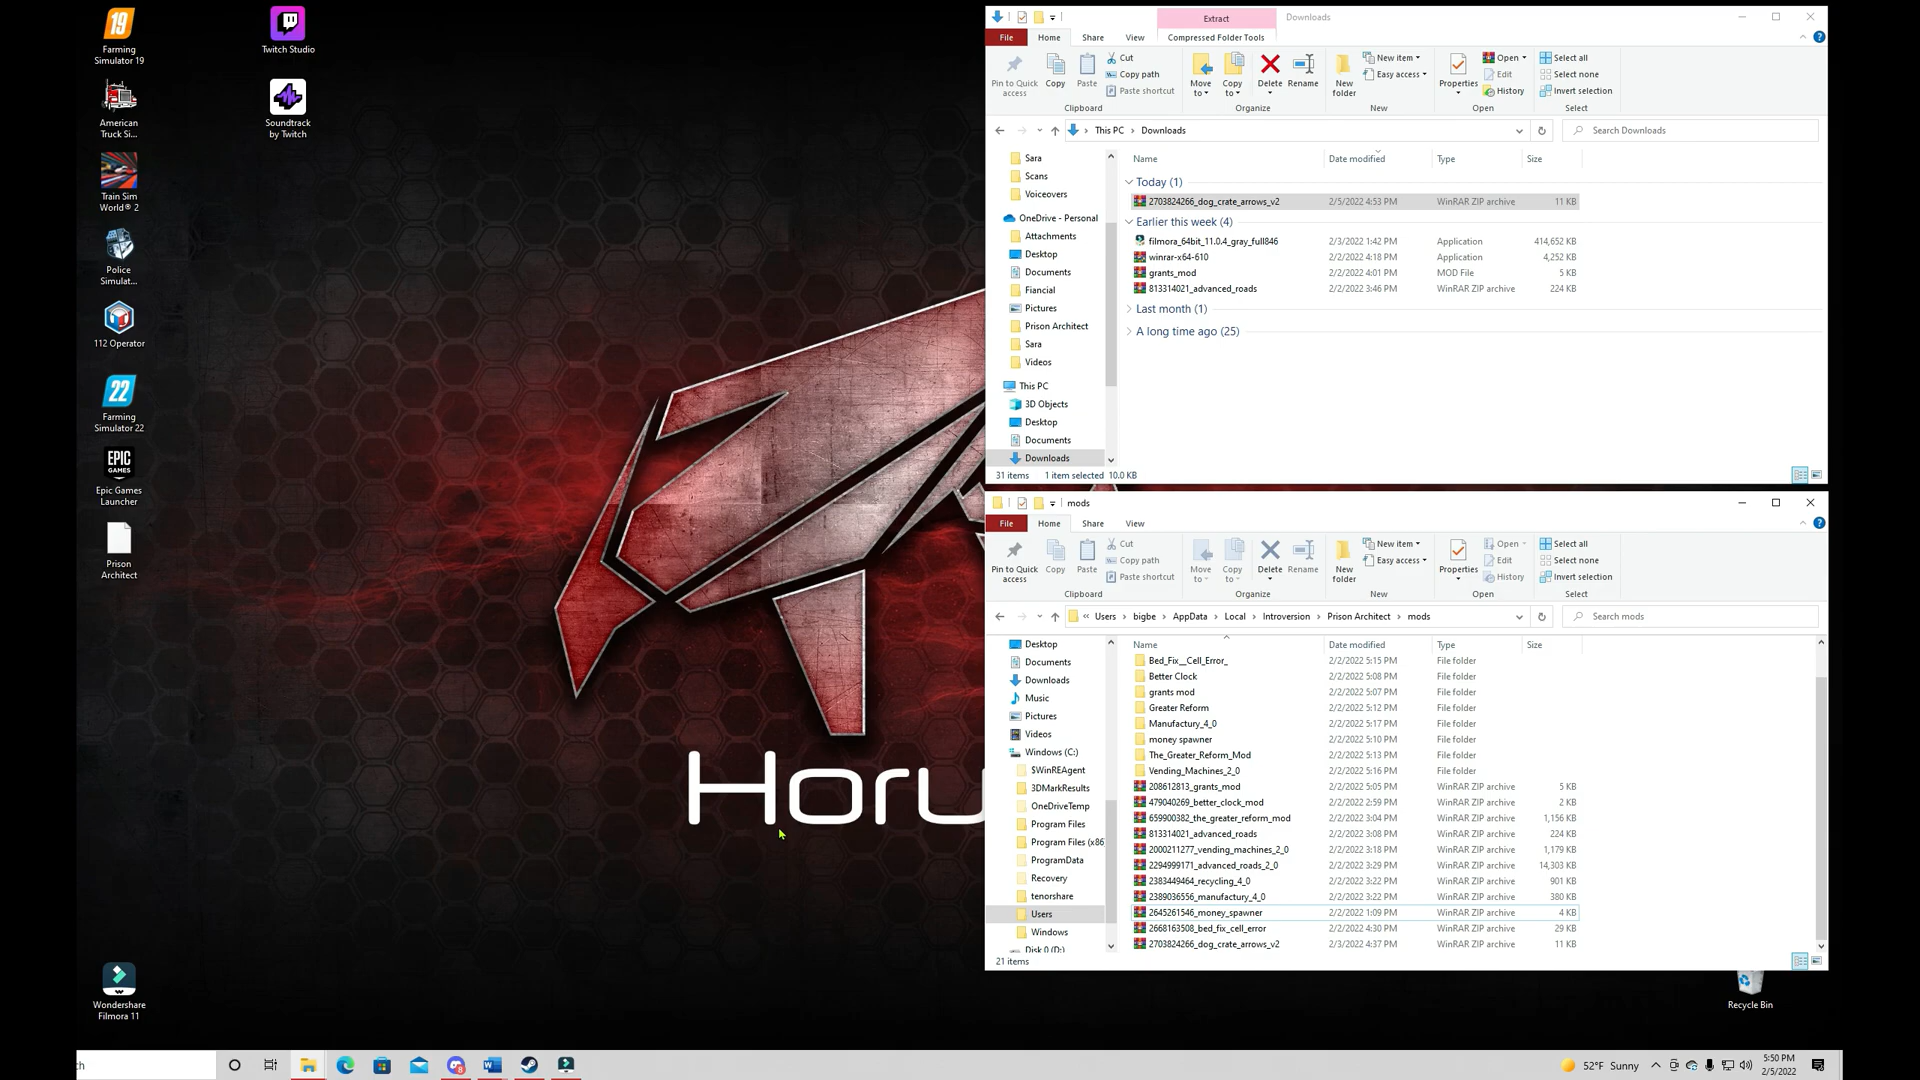 Farming
Simulator 19
Twitch Studio
American
Truck Si...
Soundtrack
by Twitch
Train Sim
World® 2
Police
Simulat...
112 Operator
Farming
Simulator 22
Epic Games
Launcher
Prison
Architect
Wondershare
Filmora 11
Horu
Extract
Downloads
File
Home
Share
View
Compressed Folder Tools
Pin to Quick
access
Copy
Paste
Cut
Copy path
Paste shortcut
Move
to
Copy
to
Delete
Rename
New
folder
New item
Easy access
Properties
Open
Edit
History
Select all
Select none
Invert selection
Clipboard
Organize
New
Open
Select
This PC > Downloads
Search Downloads
Sara
Scans
Voiceovers
OneDrive - Personal
Attachments
Desktop
Documents
Fiancial
Pictures
Prison Architect
Sara
Videos
This PC
3D Objects
Desktop
Documents
Downloads
Name Date modified Type Size
Today (1)
2703824266_dog_crate_arrows_v2 2/5/2022 4:53 PM WinRAR ZIP archive 11 KB
Earlier this week (4)
filmora_64bit_11.0.4_gray_full846 2/3/2022 1:42 PM Application 414,652 KB
winrar-x64-610 2/2/2022 4:18 PM Application 4,252 KB
grants_mod 2/2/2022 4:01 PM MOD File 5 KB
813314021_advanced_roads 2/2/2022 3:46 PM WinRAR ZIP archive 224 KB
Last month (1)
A long time ago (25)
31 items 1 item selected 10.0 KB
mods
File
Home
Share
View
Pin to Quick
access
Copy
Paste
Cut
Copy path
Paste shortcut
Move
to
Copy
to
Delete
Rename
New
folder
New item
Easy access
Properties
Open
Edit
History
Select all
Select none
Invert selection
Clipboard
Organize
New
Open
Select
« Users > bigbe > AppData > Local > Introversion > Prison Architect > mods
Search mods
Desktop
Documents
Downloads
Music
Pictures
Videos
Windows (C:)
$WinREAgent
3DMarkResults
OneDriveTemp
Program Files
Program Files (x86
ProgramData
Recovery
tenorshare
Users
Windows
Disk 0 (D:)
Name Date modified Type Size
Bed_Fix__Cell_Error_ 2/2/2022 5:15 PM File folder
Better Clock 2/2/2022 5:08 PM File folder
grants mod 2/2/2022 5:07 PM File folder
Greater Reform 2/2/2022 5:12 PM File folder
Manufactury_4_0 2/2/2022 5:17 PM File folder
money spawner 2/2/2022 5:10 PM File folder
The_Greater_Reform_Mod 2/2/2022 5:13 PM File folder
Vending_Machines_2_0 2/2/2022 5:16 PM File folder
208612813_grants_mod 2/2/2022 5:05 PM WinRAR ZIP archive 5 KB
479040269_better_clock_mod 2/2/2022 2:59 PM WinRAR ZIP archive 2 KB
659900382_the_greater_reform_mod 2/2/2022 3:04 PM WinRAR ZIP archive 1,156 KB
813314021_advanced_roads 2/2/2022 3:08 PM WinRAR ZIP archive 224 KB
2000211277_vending_machines_2_0 2/2/2022 3:18 PM WinRAR ZIP archive 1,179 KB
2294999171_advanced_roads_2_0 2/2/2022 3:29 PM WinRAR ZIP archive 14,303 KB
2383449464_recycling_4_0 2/2/2022 3:22 PM WinRAR ZIP archive 901 KB
2389036556_manufactury_4_0 2/2/2022 3:22 PM WinRAR ZIP archive 380 KB
2645261546_money_spawner 2/2/2022 1:09 PM WinRAR ZIP archive 4 KB
2668163508_bed_fix_cell_error 2/2/2022 4:30 PM WinRAR ZIP archive 29 KB
2703824266_dog_crate_arrows_v2 2/3/2022 4:37 PM WinRAR ZIP archive 11 KB
21 items
Recycle Bin
ch
52°F Sunny
5:50 PM
2/5/2022